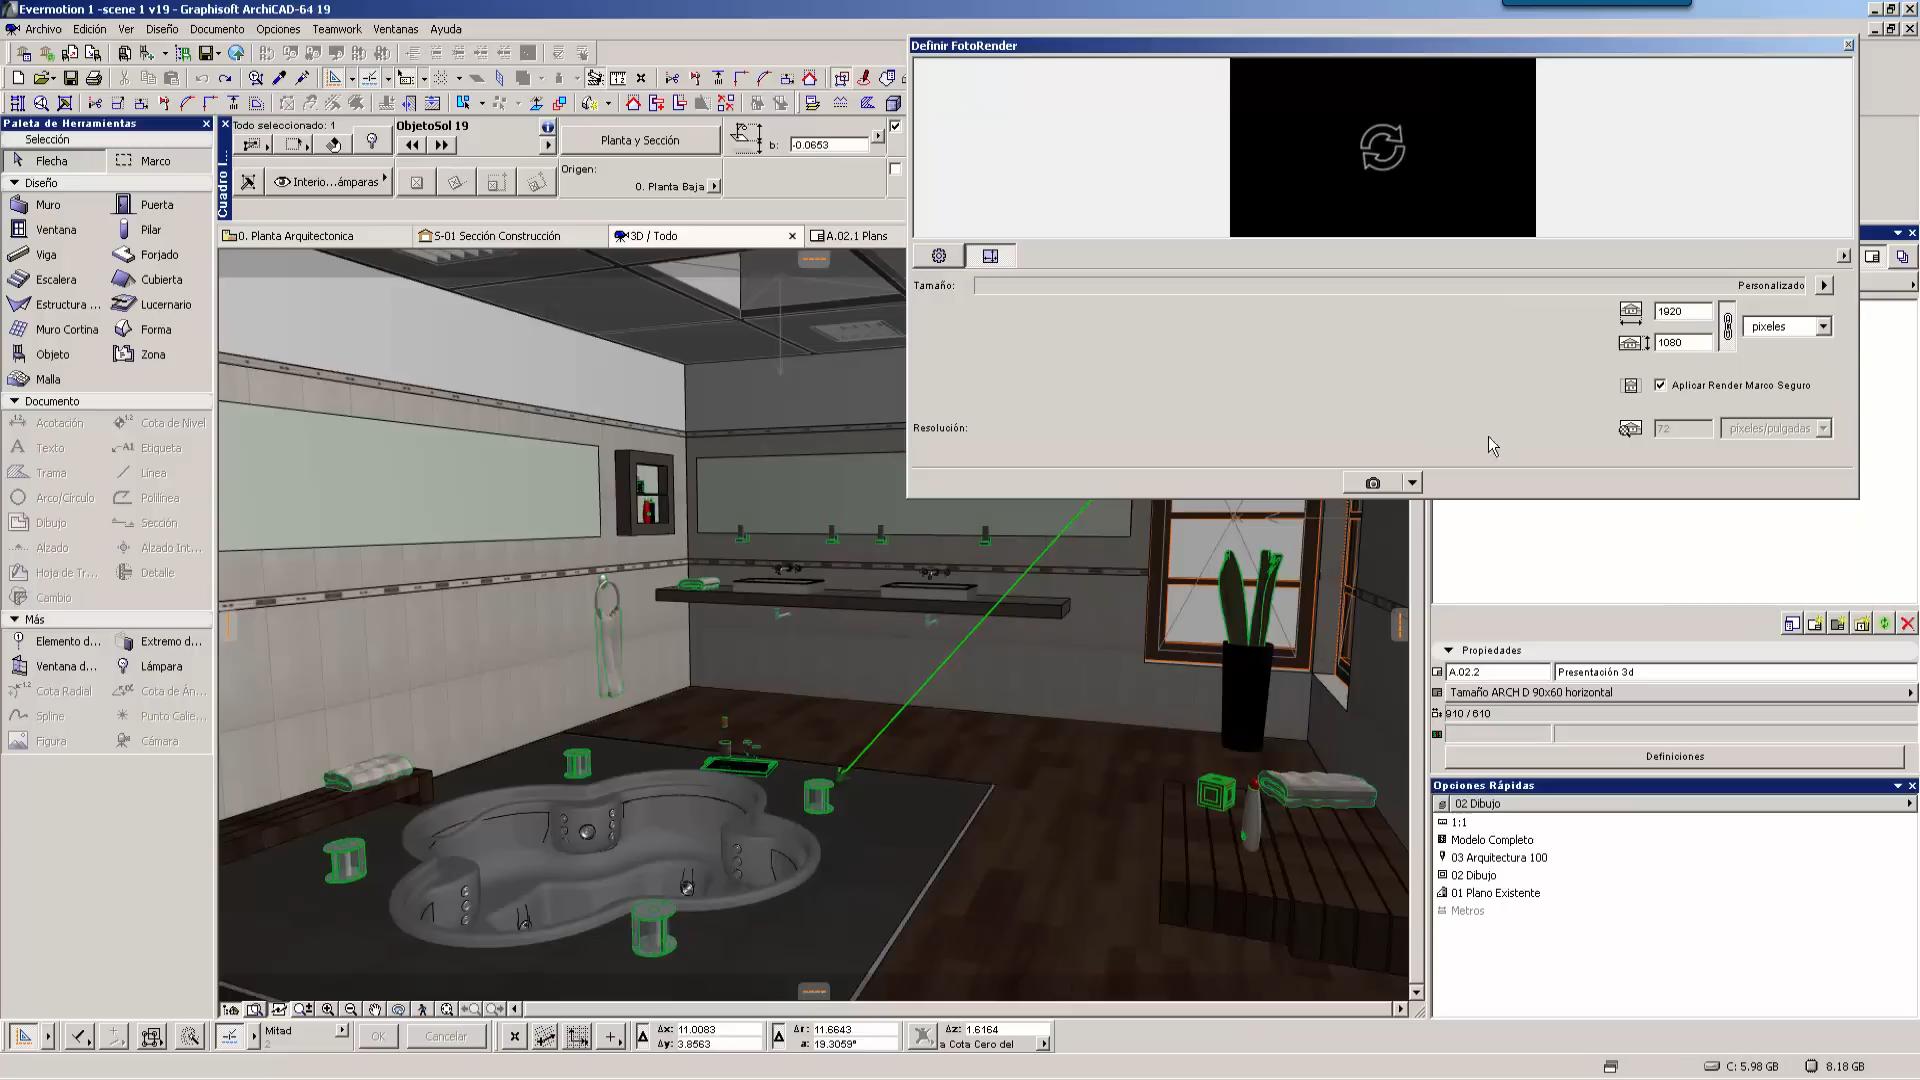 Evermotion 1 -scene 1 v19 - Graphisoft ArchiCAD-64 19
Archivo Edición Ver Diseño Documento Opciones Teamwork Ventanas Ayuda
Definir FotoRender
Paleta de Herramientas
Selección
Flecha Marco
Diseño
Muro Puerta
Ventana Pilar
Viga Forjado
Escalera Cubierta
Estructura ... Lucernario
Muro Cortina Forma
Objeto Zona
Malla
Documento
Acotación Cota de Nivel
Texto Etiqueta
Trama Línea
Arco/Círculo Polilínea
Dibujo Sección
Alzado Alzado Int...
Hoja de Tr... Detalle
Cambio
Más
Elemento d... Extremo d...
Ventana d... Lámpara
Cota Radial Cota de Án...
Spline Punto Calie...
Figura Cámara
Cuadro I...
Todo seleccionado: 1
ObjetoSol 19
Interio...ámparas
Planta y Sección
Origen:
0. Planta Baja
b: -0.0653
0. Planta Arquitectonica
S-01 Sección Construcción
3D / Todo
A.02.1 Plans
Tamaño: Personalizado
1920
píxeles
1080
Aplicar Render Marco Seguro
Resolución: 72 píxeles/pulgadas
Propiedades
A.02.2 Presentación 3d
Tamaño ARCH D 90x60 horizontal
910 / 610
Definiciones
Opciones Rápidas
02 Dibujo
1:1
Modelo Completo
03 Arquitectura 100
02 Dibujo
01 Plano Existente
Metros
Mitad
2
OK Cancelar
Δx: 11.0083
Δy: 3.8563
Δr: 11.6643
a: 19.3059°
Δz: 1.6164
a Cota Cero del
C: 5.98 GB 8.18 GB